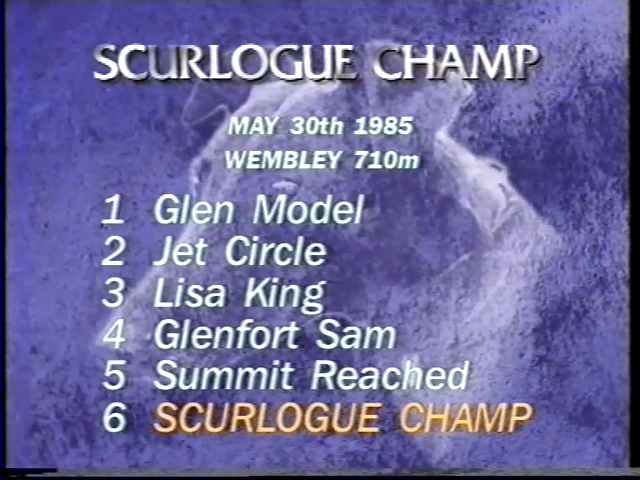 SCURLOGUE CHAMP
MAY 30th 1985
WEMBLEY 710m
1 Glen Model
2 Jet Circle
3 Lisa King
4 Glenfort Sam
5 Summit Reached
6 SCURLOGUE CHAMP